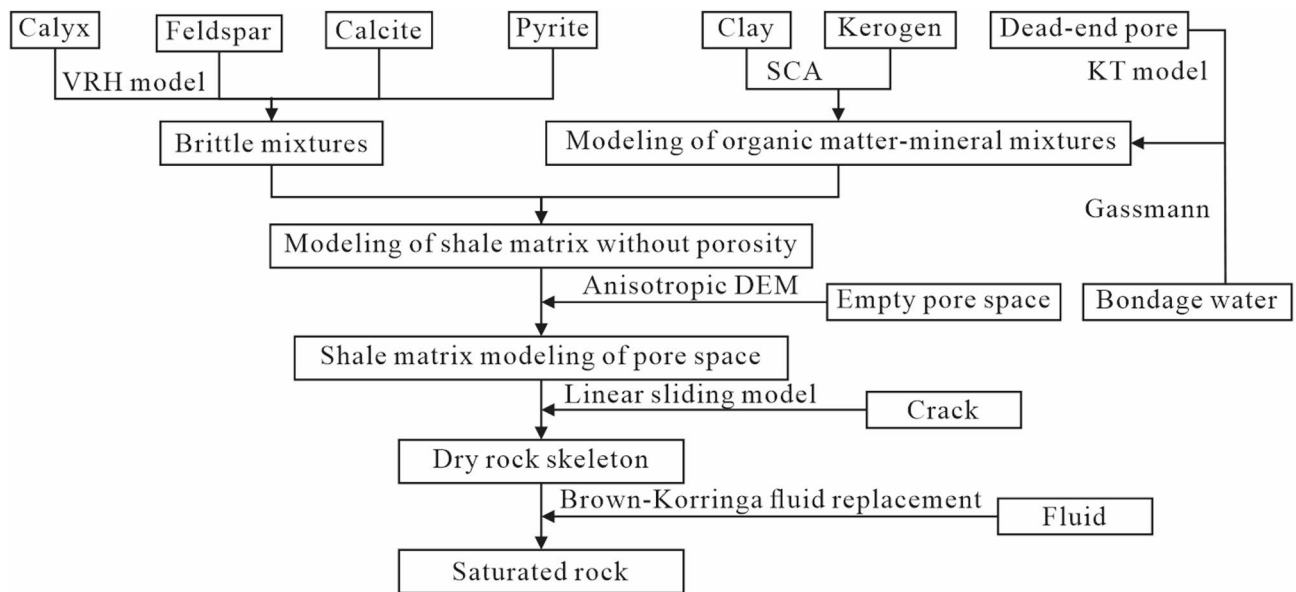 Calyx
Feldspar
Calcite
Pyrite
Clay
Kerogen
Dead-end pore
VRH model
SCA
KT model
Brittle mixtures
Modeling of organic matter-mineral mixtures
Gassmann
Modeling of shale matrix without porosity
Anisotropic DEM
Empty pore space
Bondage water
Shale matrix modeling of pore space
Linear sliding model
Crack
Dry rock skeleton
Brown-Korringa fluid replacement
Fluid
Saturated rock